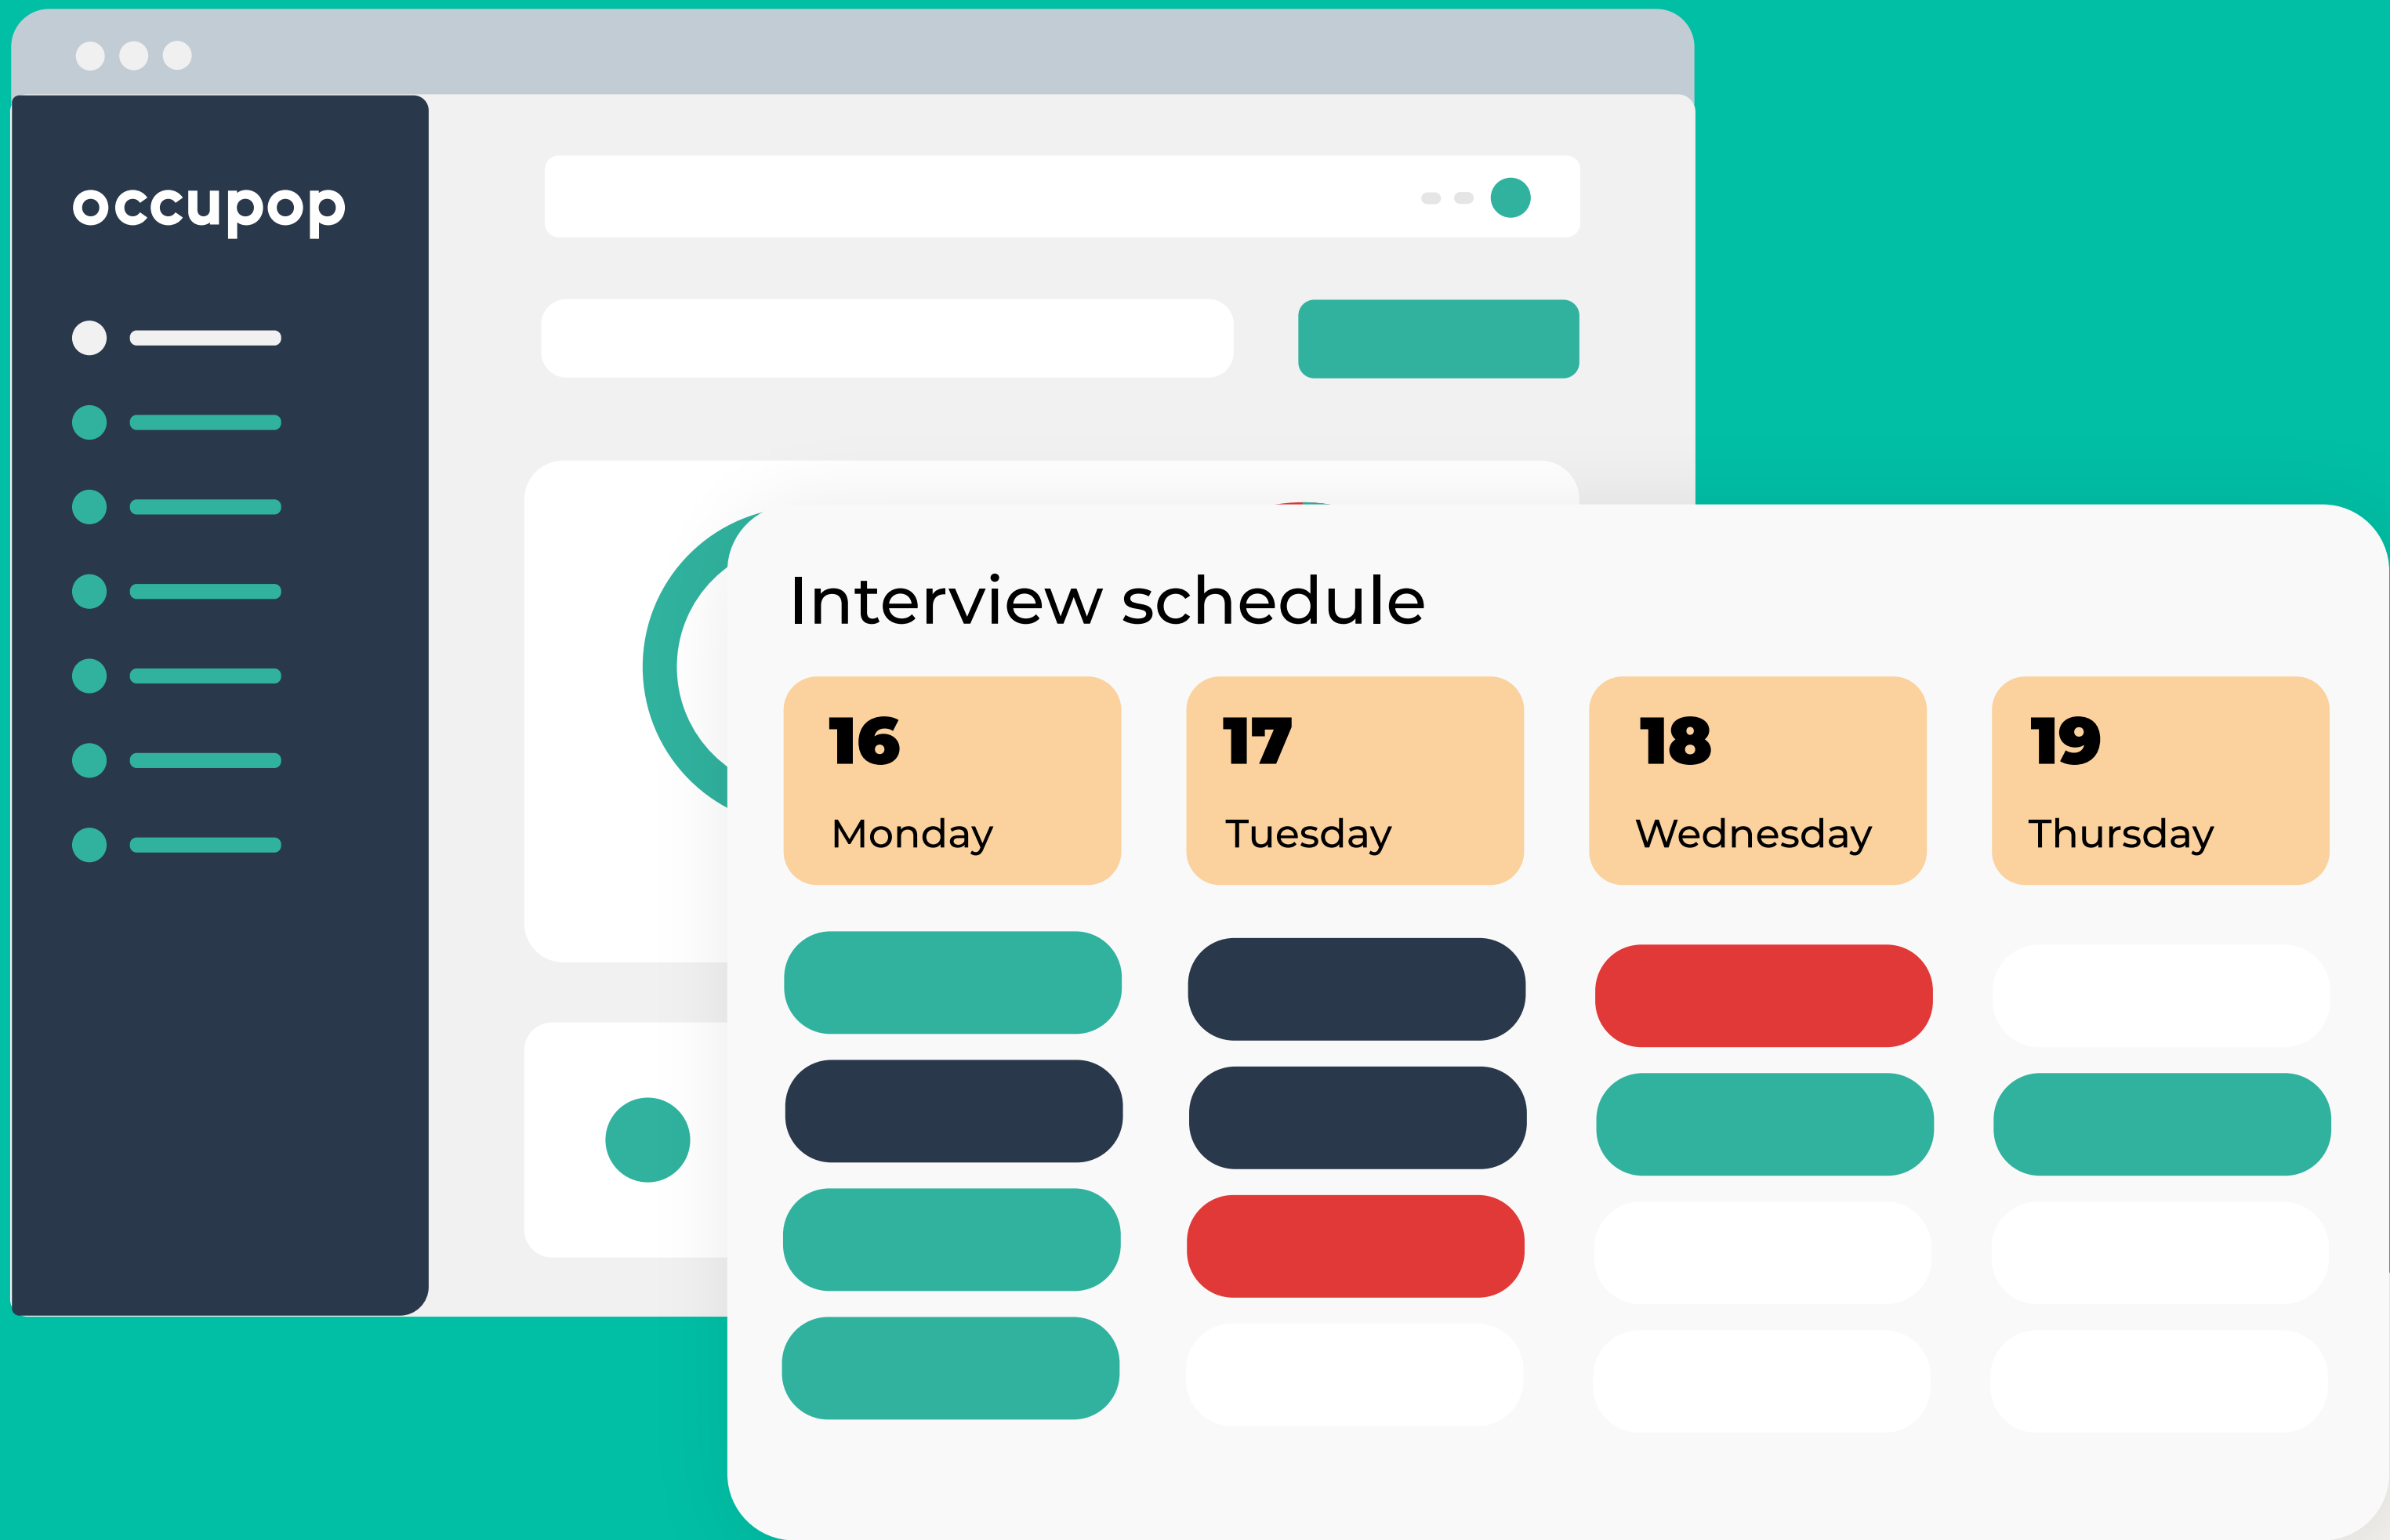 occupop
Interview schedule
16
Monday
17
Tuesday
18
Wednesday
19
Thursday